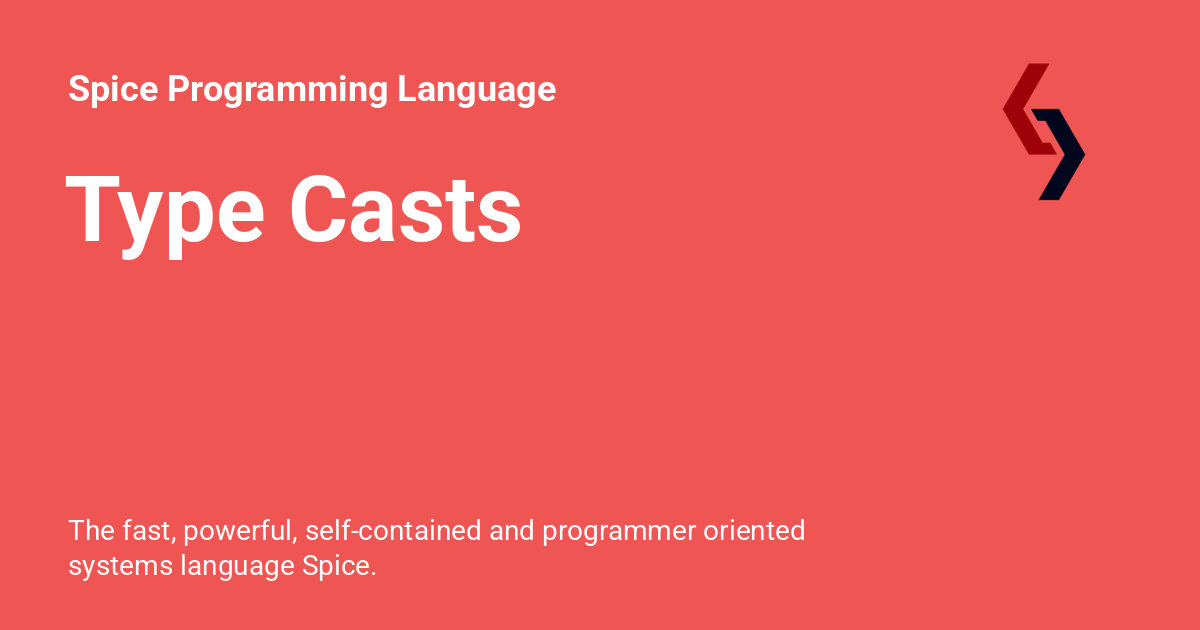 Spice Programming Language
Type Casts
The fast, powerful, self-contained and programmer oriented
systems language Spice.